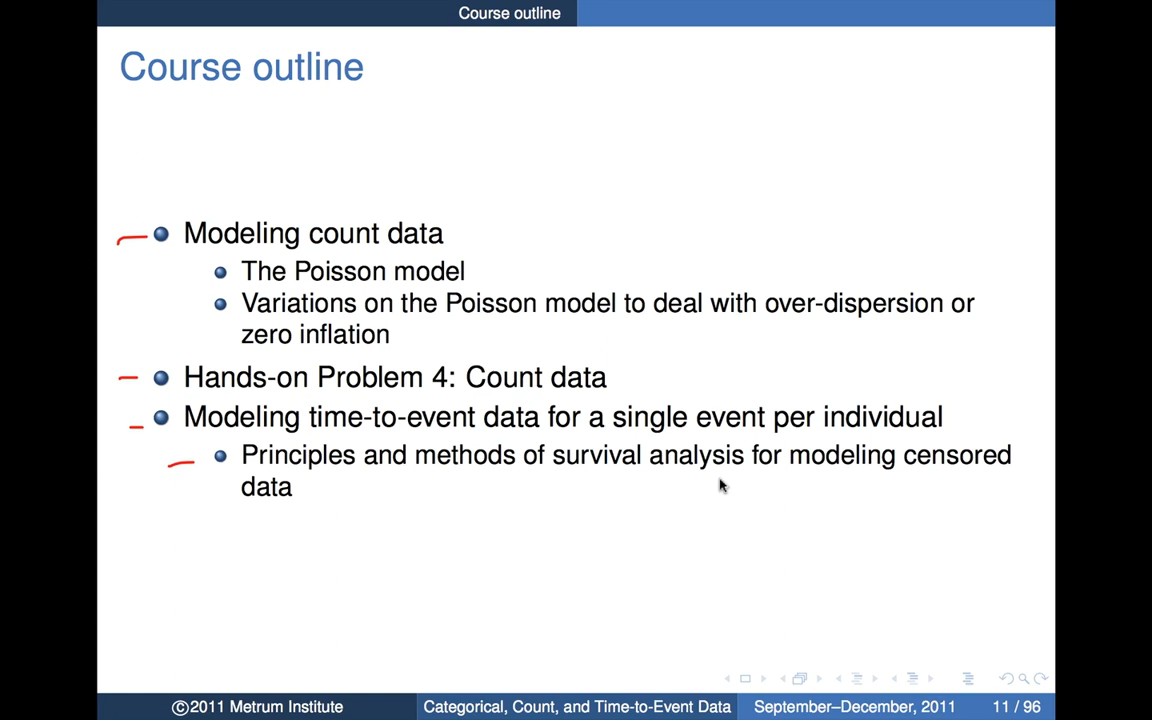 Course outline
Course outline
Modeling count data
The Poisson model
Variations on the Poisson model to deal with over-dispersion or
zero inflation
Hands-on Problem 4: Count data
Modeling time-to-event data for a single event per individual
Principles and methods of survival analysis for modeling censored
data
©2011 Metrum Institute Categorical, Count, and Time-to-Event Data September–December, 2011 11 / 96